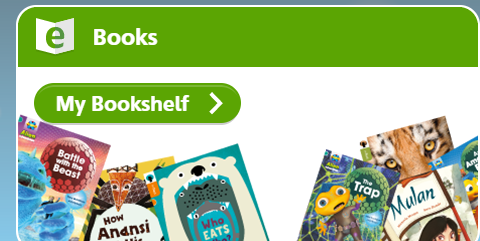 e Books
My Bookshelf
Battle
with the
Beast
How
Anansi
Who
EATS
The
Trap
Mulan